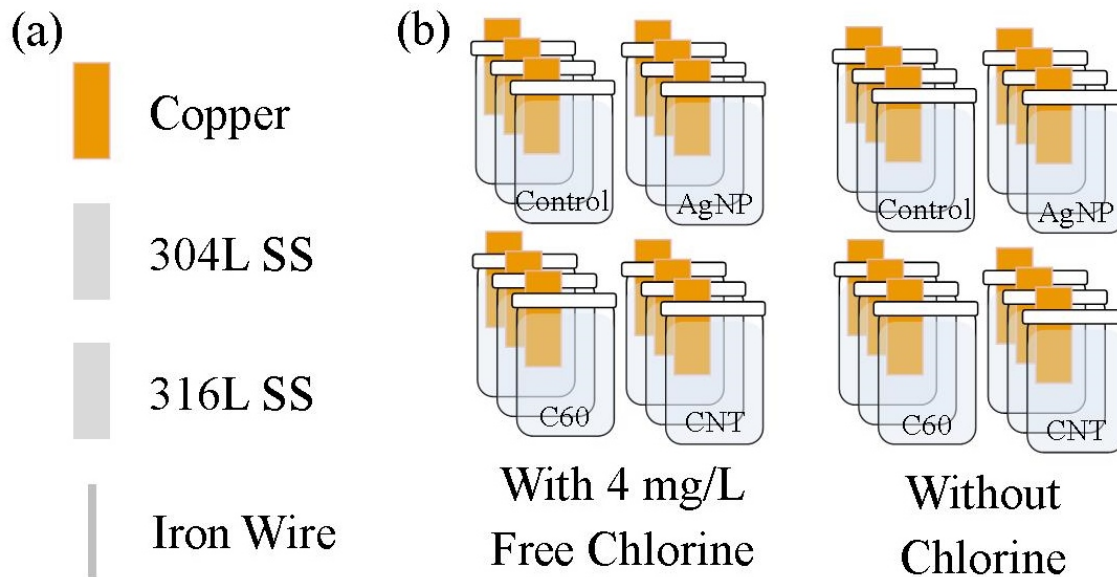 (a)
Copper
304L SS
316L SS
Iron Wire
(b)
Control
AgNP
C60
CNT
With 4 mg/L
Free Chlorine
Control
AgNP
C60
CNT
Without
Chlorine